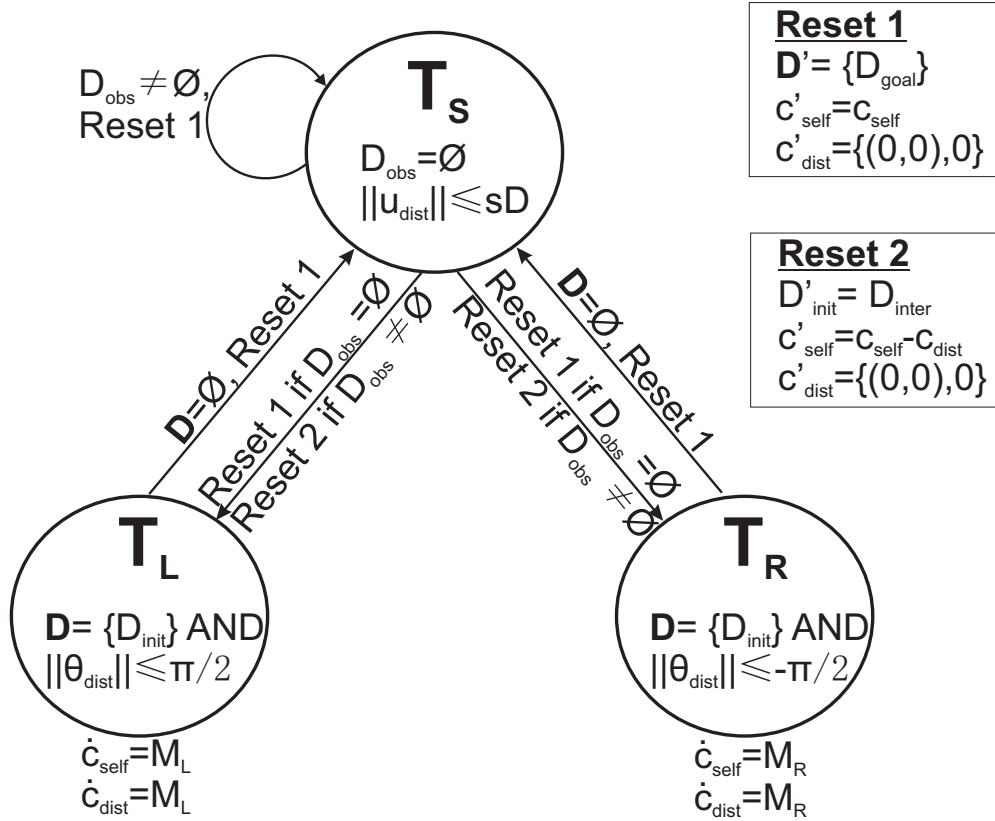 D_obs ≠ Ø,
Reset 1
T_S
D_obs=Ø
||u_dist||≤sD
Reset 1
D'= {D_goal}
c'_self=c_self
c'_dist={(0,0),0}
Reset 2
D'_init= D_inter
c'_self=c_self-c_dist
c'_dist={(0,0),0}
D=Ø, Reset 1
Reset 1 if D_obs =Ø
Reset 2 if D_obs ≠ Ø
D=Ø, Reset 1
Reset 1 if D_obs =Ø
Reset 2 if D_obs ≠ Ø
T_L
D= {D_init} AND
||θ_dist||≤π/2
ċ_self=M_L
ċ_dist=M_L
T_R
D= {D_init} AND
||θ_dist||≤-π/2
ċ_self=M_R
ċ_dist=M_R